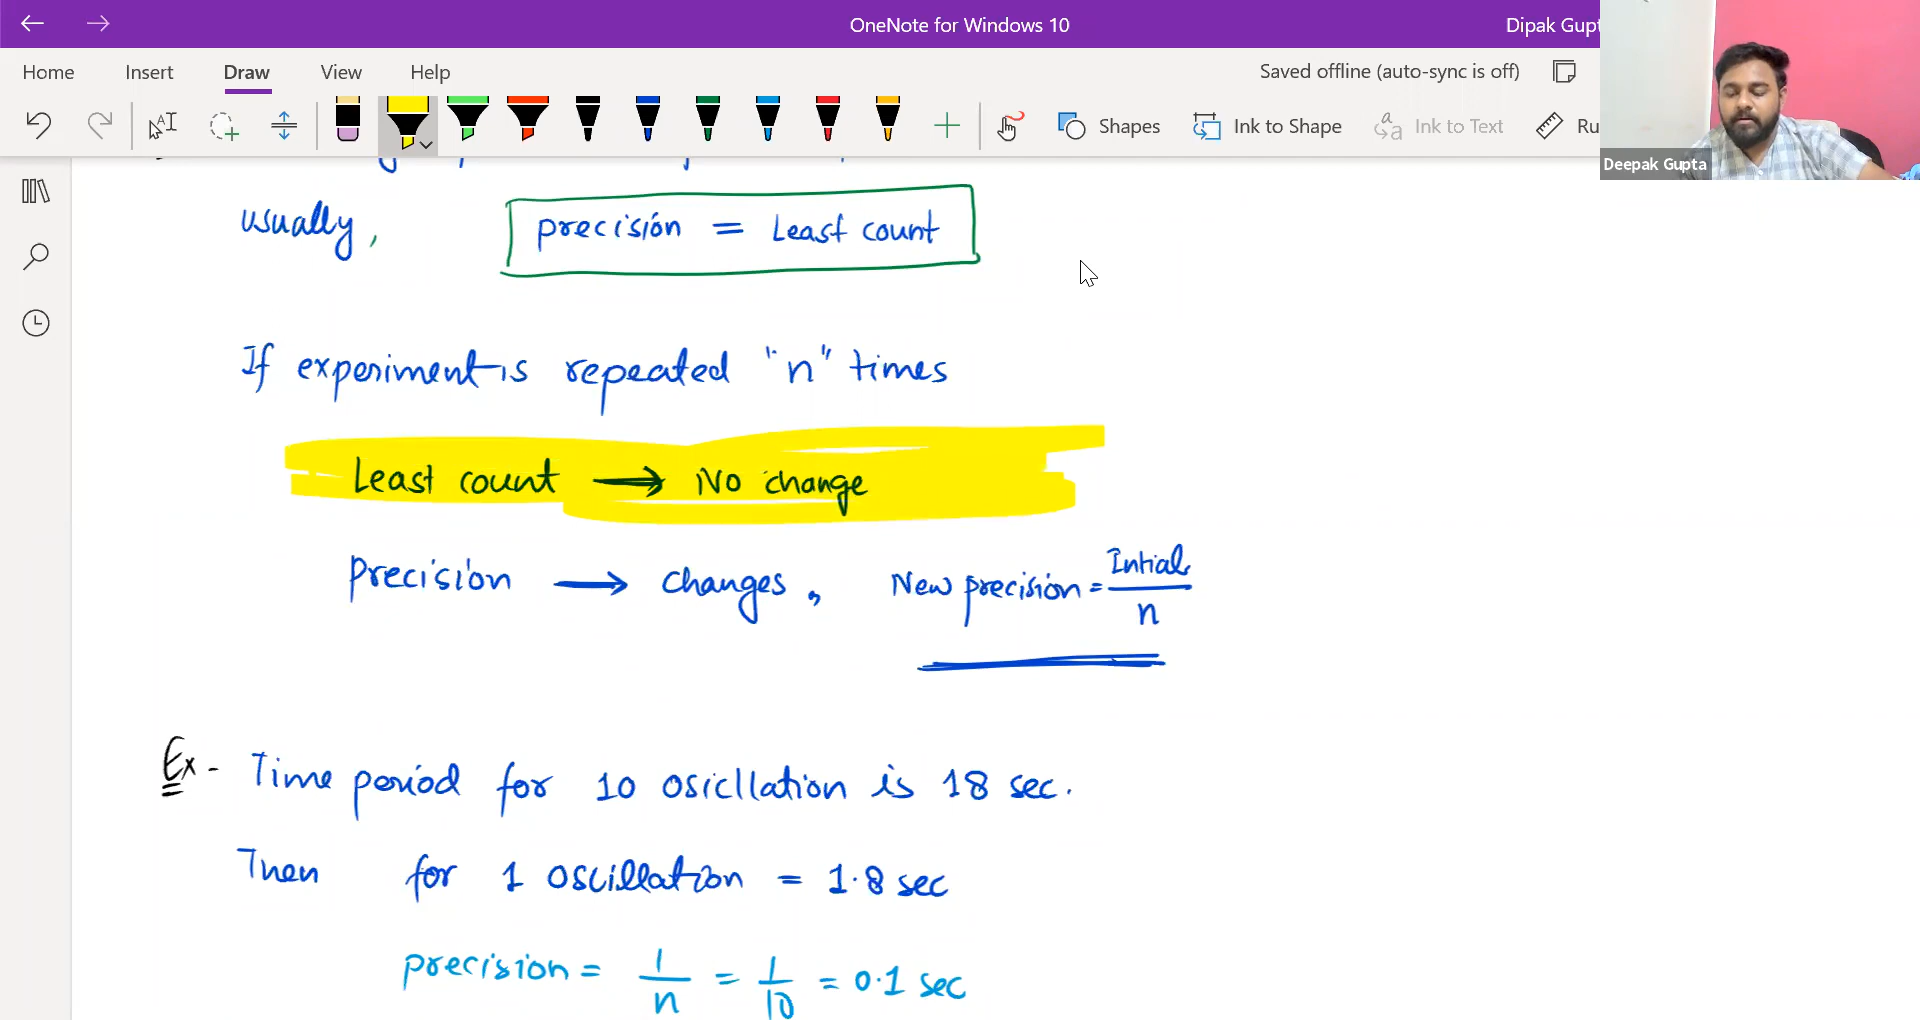 OneNote for Windows 10
Dipak Gupt
Home Insert Draw View Help
Saved offline (auto-sync is off)
Shapes Ink to Shape Ink to Text Ru
Deepak Gupta
usually, precision = Least count
If experiment is repeated "n" times
Least count → No change
Precision → changes, New precision = Intial/n
Ex - Time period for 10 osicllation is 18 sec.
Then for 1 oscillation = 1.8 sec
precision = 1/n = 1/10 = 0.1 sec